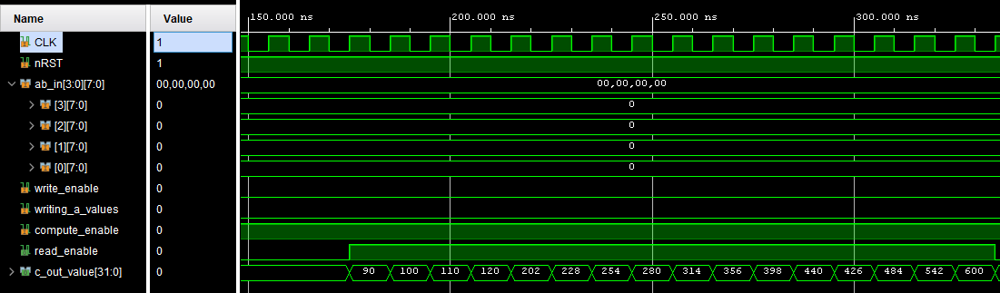 Name Value 150.000 ns 200.000 ns 250.000 ns 300.000 ns
CLK 1
nRST 1
ab_in[3:0][7:0] 00,00,00,00 00,00,00,00
[3][7:0] 0 0
[2][7:0] 0 0
[1][7:0] 0 0
[0][7:0] 0 0
write_enable 0
writing_a_values 0
compute_enable 0
read_enable 0
c_out_value[31:0] 0 90 100 110 120 202 228 254 280 314 356 398 440 426 484 542 600